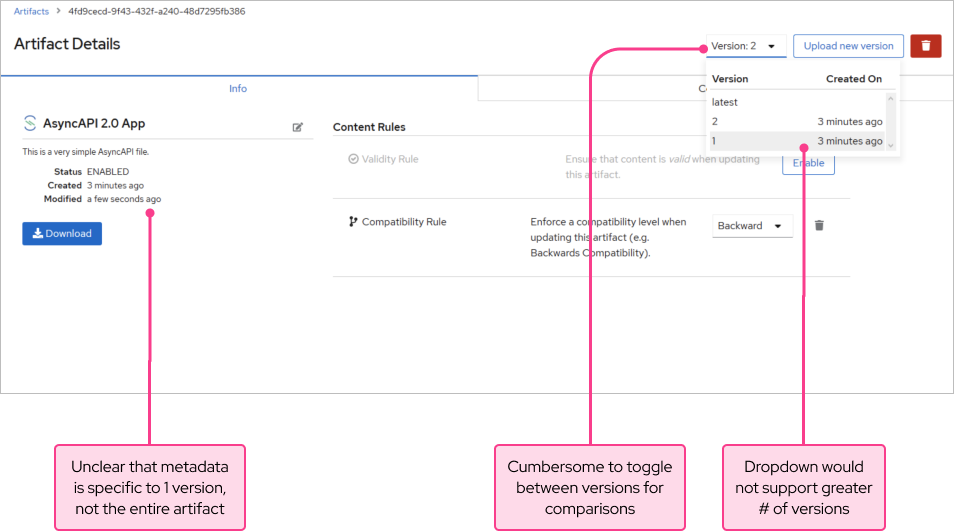 Artifacts > 4fd9cecd-9f43-432f-a240-48d7295fb386
Artifact Details
Version: 2
Upload new version
Info
C
Version Created On
latest
2 3 minutes ago
1 3 minutes ago
AsyncAPI 2.0 App
This is a very simple AsyncAPI file.
Status ENABLED
Created 3 minutes ago
Modified a few seconds ago
Download
Content Rules
Validity Rule
Ensure that content is valid when updating
this artifact.
Enable
Compatibility Rule
Enforce a compatibility level when
updating this artifact (e.g.
Backwards Compatibility).
Backward
Unclear that metadata
is specific to 1 version,
not the entire artifact
Cumbersome to toggle
between versions for
comparisons
Dropdown would
not support greater
# of versions